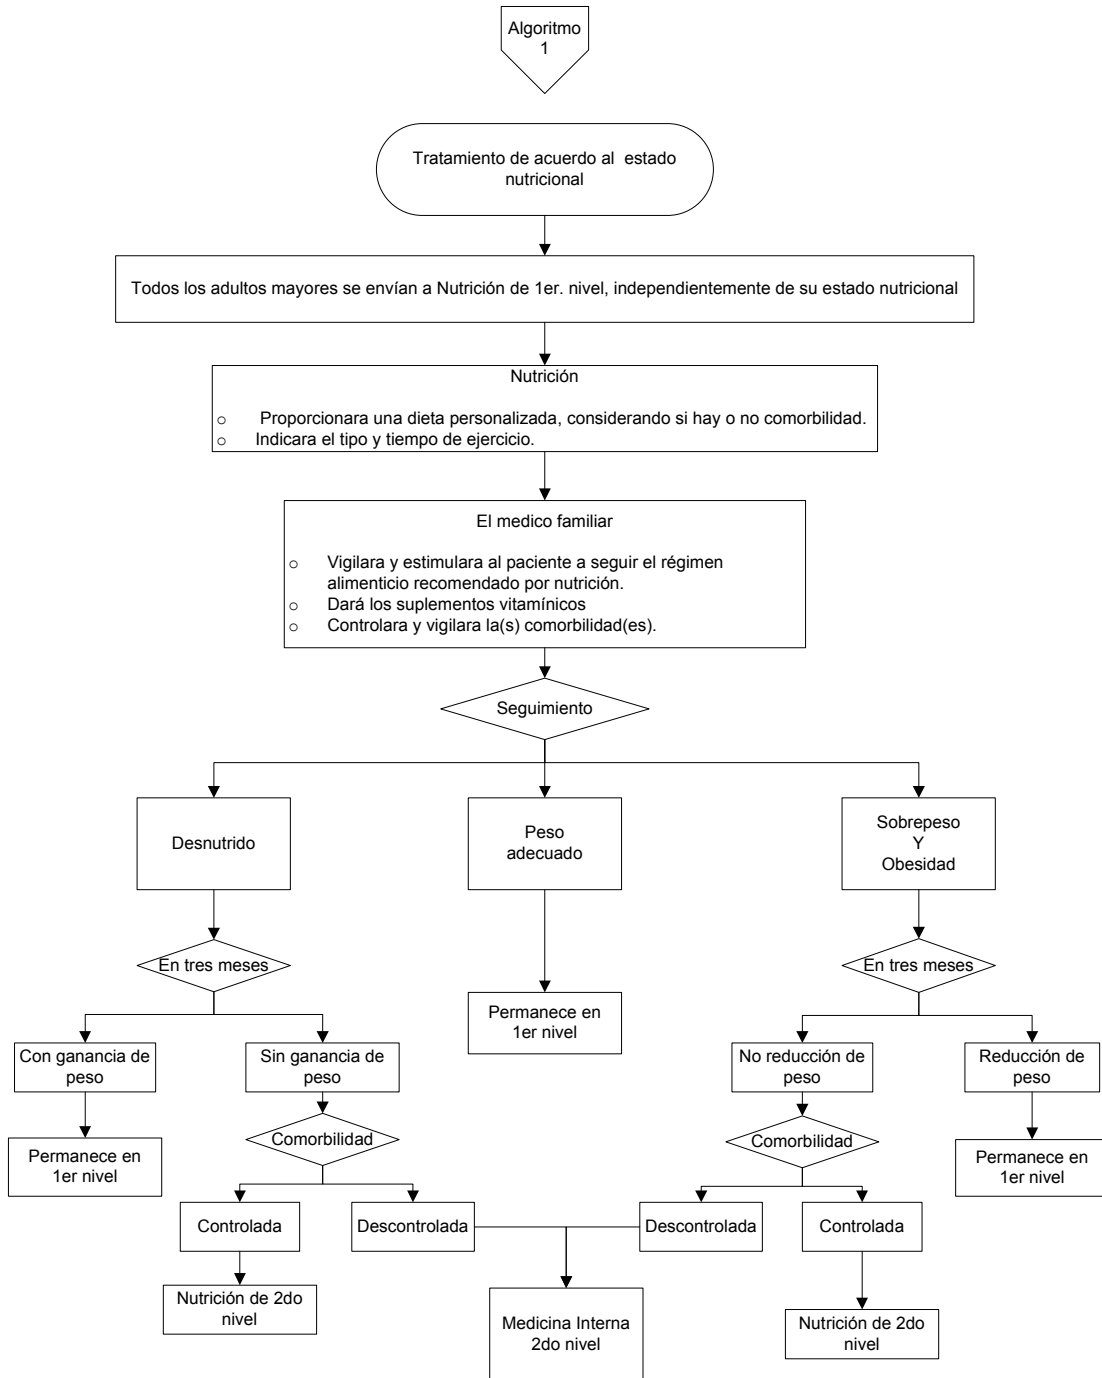 Algoritmo
1
Tratamiento de acuerdo al estado
nutricional
Todos los adultos mayores se envían a Nutrición de 1er. nivel, independientemente de su estado nutricional
Nutrición
o Proporcionara una dieta personalizada, considerando si hay o no comorbilidad.
o Indicara el tipo y tiempo de ejercicio.
El medico familiar
o Vigilara y estimulara al paciente a seguir el régimen
alimenticio recomendado por nutrición.
o Dará los suplementos vitamínicos
o Controlara y vigilara la(s) comorbilidad(es).
Seguimiento
Desnutrido
Peso
adecuado
Sobrepeso
Y
Obesidad
En tres meses
En tres meses
Permanece en
1er nivel
Con ganancia de
peso
Sin ganancia de
peso
No reducción de
peso
Reducción de
peso
Comorbilidad
Comorbilidad
Permanece en
1er nivel
Permanece en
1er nivel
Controlada
Descontrolada
Descontrolada
Controlada
Nutrición de 2do
nivel
Medicina Interna
2do nivel
Nutrición de 2do
nivel